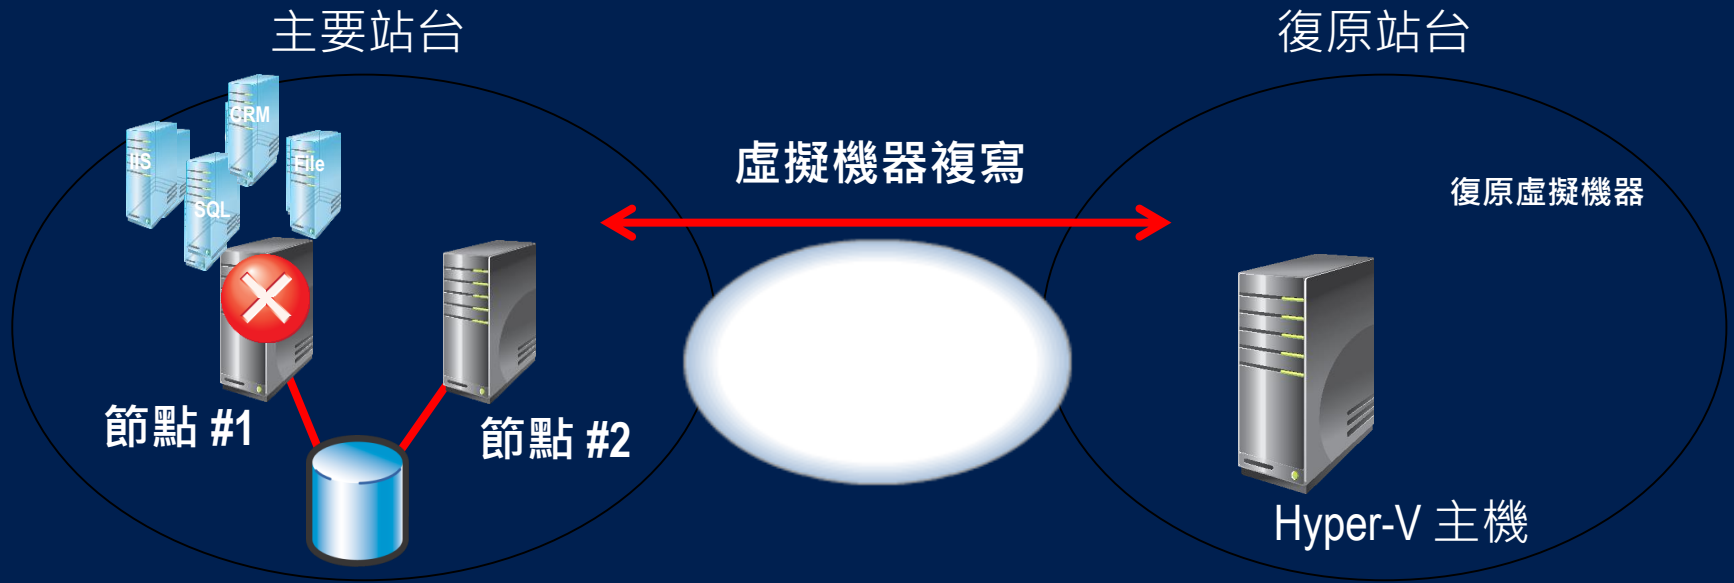 主要站台
復原站台
CRM
IIS
File
SQL
虛擬機器複寫
復原虛擬機器
節點 #1
節點 #2
Hyper-V 主機